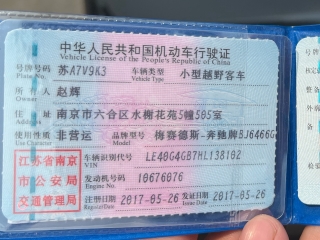 中华人民共和国机动车行驶证
Vehicle License of the People's Republic of China
号牌号码 苏A7V9K3 车辆类型 小型越野客车
Plate No. Vehicle Type
所有人 赵辉
Owner
住址 南京市六合区水榭花苑5幢505室
Address
使用性质 非营运 品牌型号 梅赛德斯-奔驰牌BJ6466G
Use Character Model
江苏省南京
市公安局
交通管理局
车辆识别代号 LE40G4GB7HL138102
VIN
发动机号码 10676076
Engine No.
注册日期 2017-05-26 发证日期 2017-05-26
Register Date Issue Date